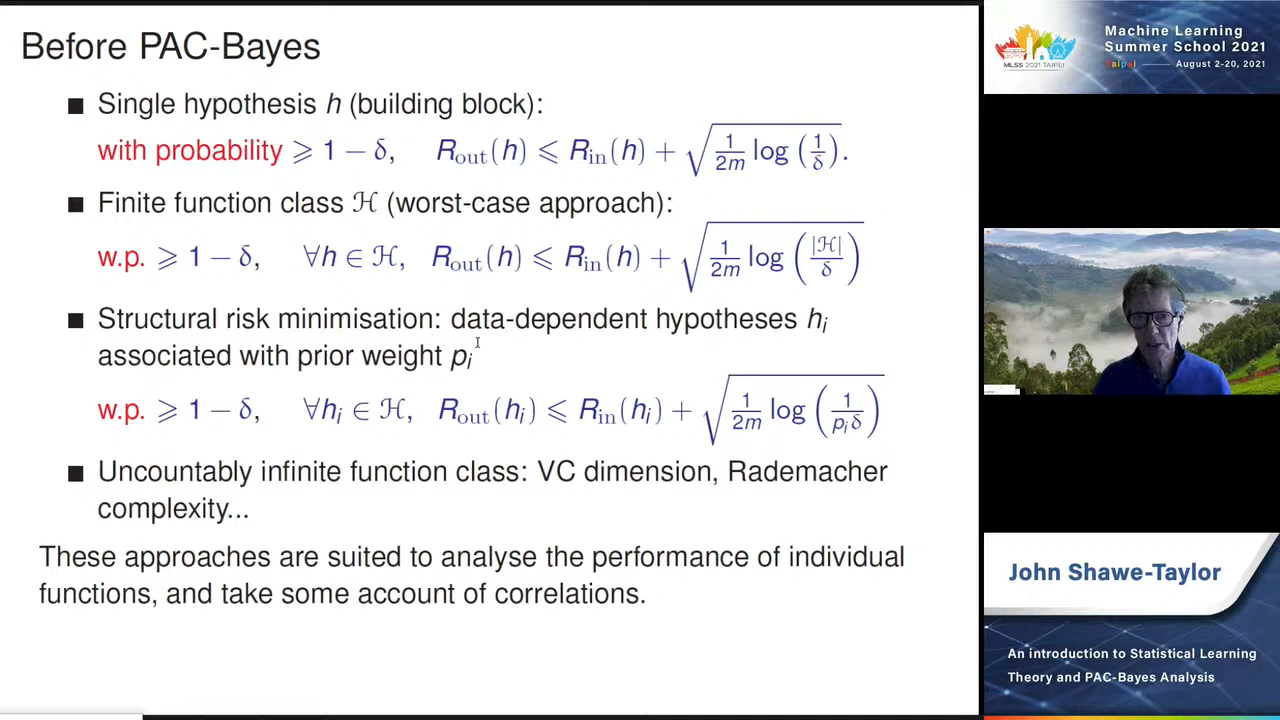 Before PAC-Bayes
■ Single hypothesis h (building block):
with probability ⩾ 1 − δ, R_out(h) ⩽ R_in(h) + √(1/2m log(1/δ)).
■ Finite function class ℋ (worst-case approach):
w.p. ⩾ 1 − δ, ∀h ∈ ℋ, R_out(h) ⩽ R_in(h) + √(1/2m log(|ℋ|/δ))
■ Structural risk minimisation: data-dependent hypotheses h_i
associated with prior weight p_i
w.p. ⩾ 1 − δ, ∀h_i ∈ ℋ, R_out(h_i) ⩽ R_in(h_i) + √(1/2m log(1/p_iδ))
■ Uncountably infinite function class: VC dimension, Rademacher
complexity...
These approaches are suited to analyse the performance of individual
functions, and take some account of correlations.
MLSS 2021 TAIPEI
Machine Learning
Summer School 2021
Taipei — August 2-20, 2021
John Shawe-Taylor
An introduction to Statistical Learning
Theory and PAC-Bayes Analysis